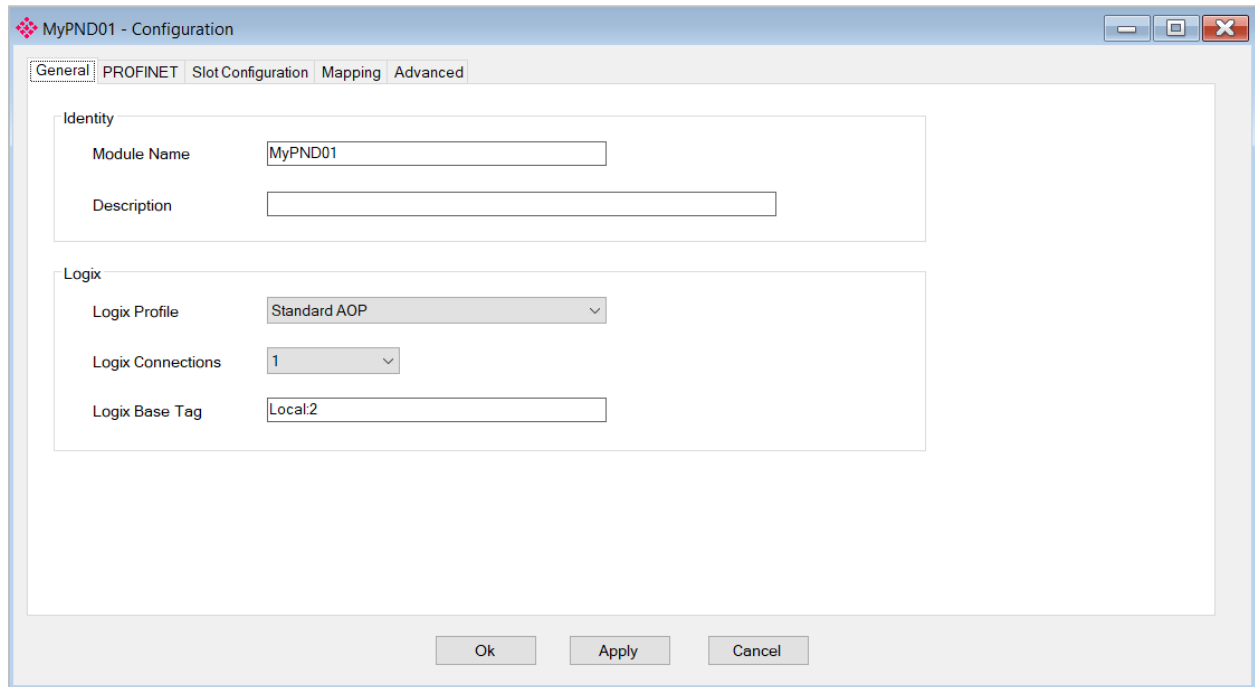 MyPND01 - Configuration
General PROFINET Slot Configuration Mapping Advanced
Identity
Module Name MyPND01
Description
Logix
Logix Profile Standard AOP
Logix Connections 1
Logix Base Tag Local:2
Ok Apply Cancel